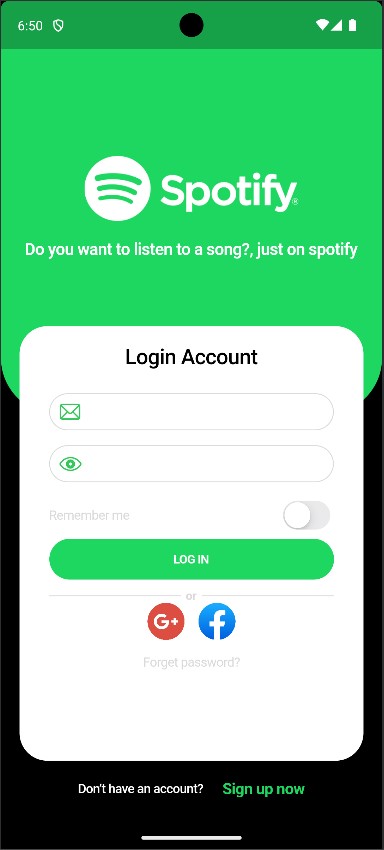 6:50
Spotify®
Do you want to listen to a song?, just on spotify
Login Account
Remember me
LOG IN
or
G+
Forget password?
Don't have an account? Sign up now